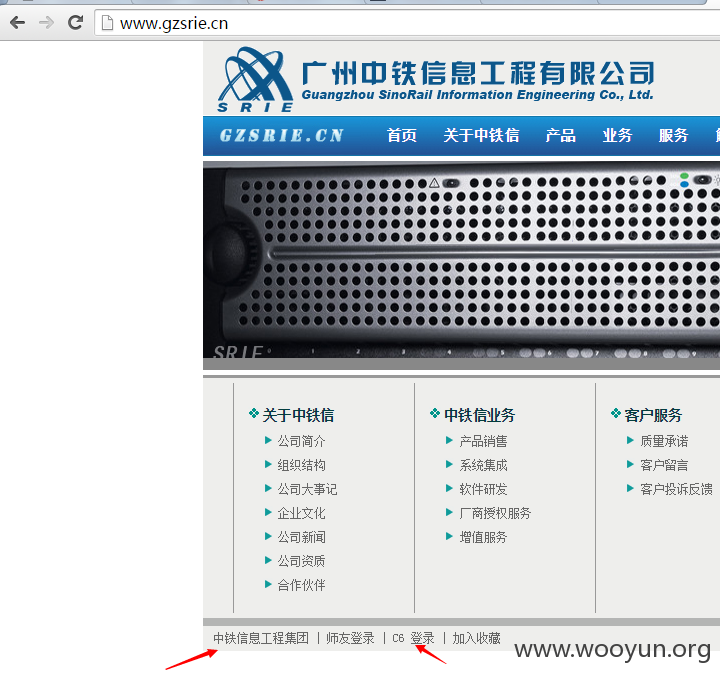 www.gzsrie.cn
广州中铁信息工程有限公司
SRIE
Guangzhou SinoRail Information Engineering Co., Ltd.
GZSRIE.CN 首页 关于中铁信 产品 业务 服务
SRIE
关于中铁信
公司简介
组织结构
公司大事记
企业文化
公司新闻
公司资质
合作伙伴
中铁信业务
产品销售
系统集成
软件研发
厂商授权服务
增值服务
客户服务
质量承诺
客户留言
客户投诉反馈
中铁信息工程集团 | 师友登录 | C6 登录 | 加入收藏
www.wooyun.org